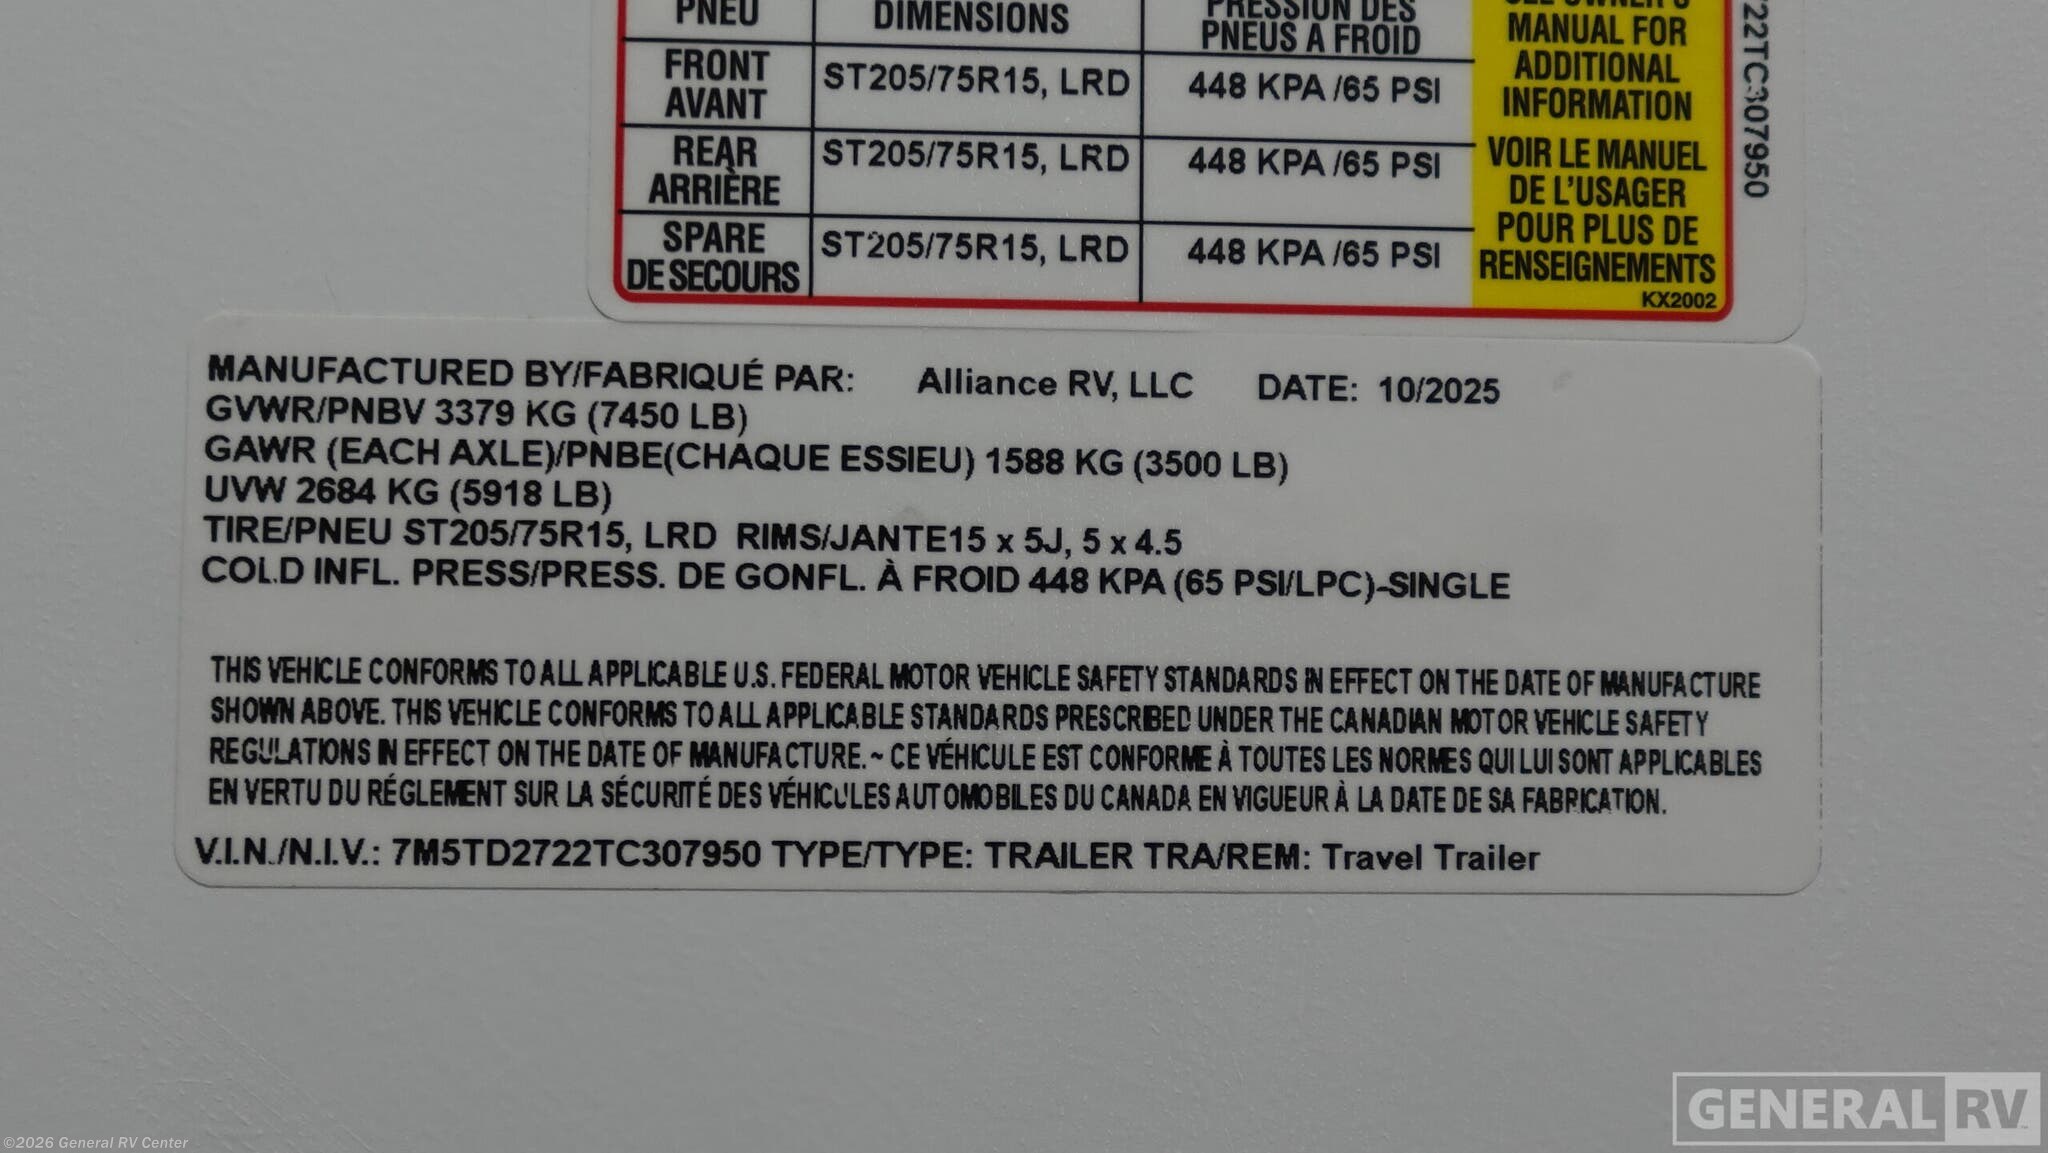 PNEU DIMENSIONS PRESSION DES PNEUS A FROID
FRONT AVANT ST205/75R15, LRD 448 KPA /65 PSI
REAR ARRIÈRE ST205/75R15, LRD 448 KPA /65 PSI
SPARE DE SECOURS ST205/75R15, LRD 448 KPA /65 PSI
SEE OWNER'S
MANUAL FOR
ADDITIONAL
INFORMATION
VOIR LE MANUEL
DE L'USAGER
POUR PLUS DE
RENSEIGNEMENTS
KX2002
722TC307950
MANUFACTURED BY/FABRIQUÉ PAR: Alliance RV, LLC DATE: 10/2025
GVWR/PNBV 3379 KG (7450 LB)
GAWR (EACH AXLE)/PNBE(CHAQUE ESSIEU) 1588 KG (3500 LB)
UVW 2684 KG (5918 LB)
TIRE/PNEU ST205/75R15, LRD RIMS/JANTE15 x 5J, 5 x 4.5
COLD INFL. PRESS/PRESS. DE GONFL. À FROID 448 KPA (65 PSI/LPC)-SINGLE
THIS VEHICLE CONFORMS TO ALL APPLICABLE U.S. FEDERAL MOTOR VEHICLE SAFETY STANDARDS IN EFFECT ON THE DATE OF MANUFACTURE
SHOWN ABOVE. THIS VEHICLE CONFORMS TO ALL APPLICABLE STANDARDS PRESCRIBED UNDER THE CANADIAN MOTOR VEHICLE SAFETY
REGULATIONS IN EFFECT ON THE DATE OF MANUFACTURE. ~ CE VÉHICULE EST CONFORME À TOUTES LES NORMES QUI LUI SONT APPLICABLES
EN VERTU DU RÉGLEMENT SUR LA SÉCURITÉ DES VÉHICULES AUTOMOBILES DU CANADA EN VIGUEUR À LA DATE DE SA FABRICATION.
V.I.N./N.I.V.: 7M5TD2722TC307950 TYPE/TYPE: TRAILER TRA/REM: Travel Trailer
GENERAL RV
©2026 General RV Center